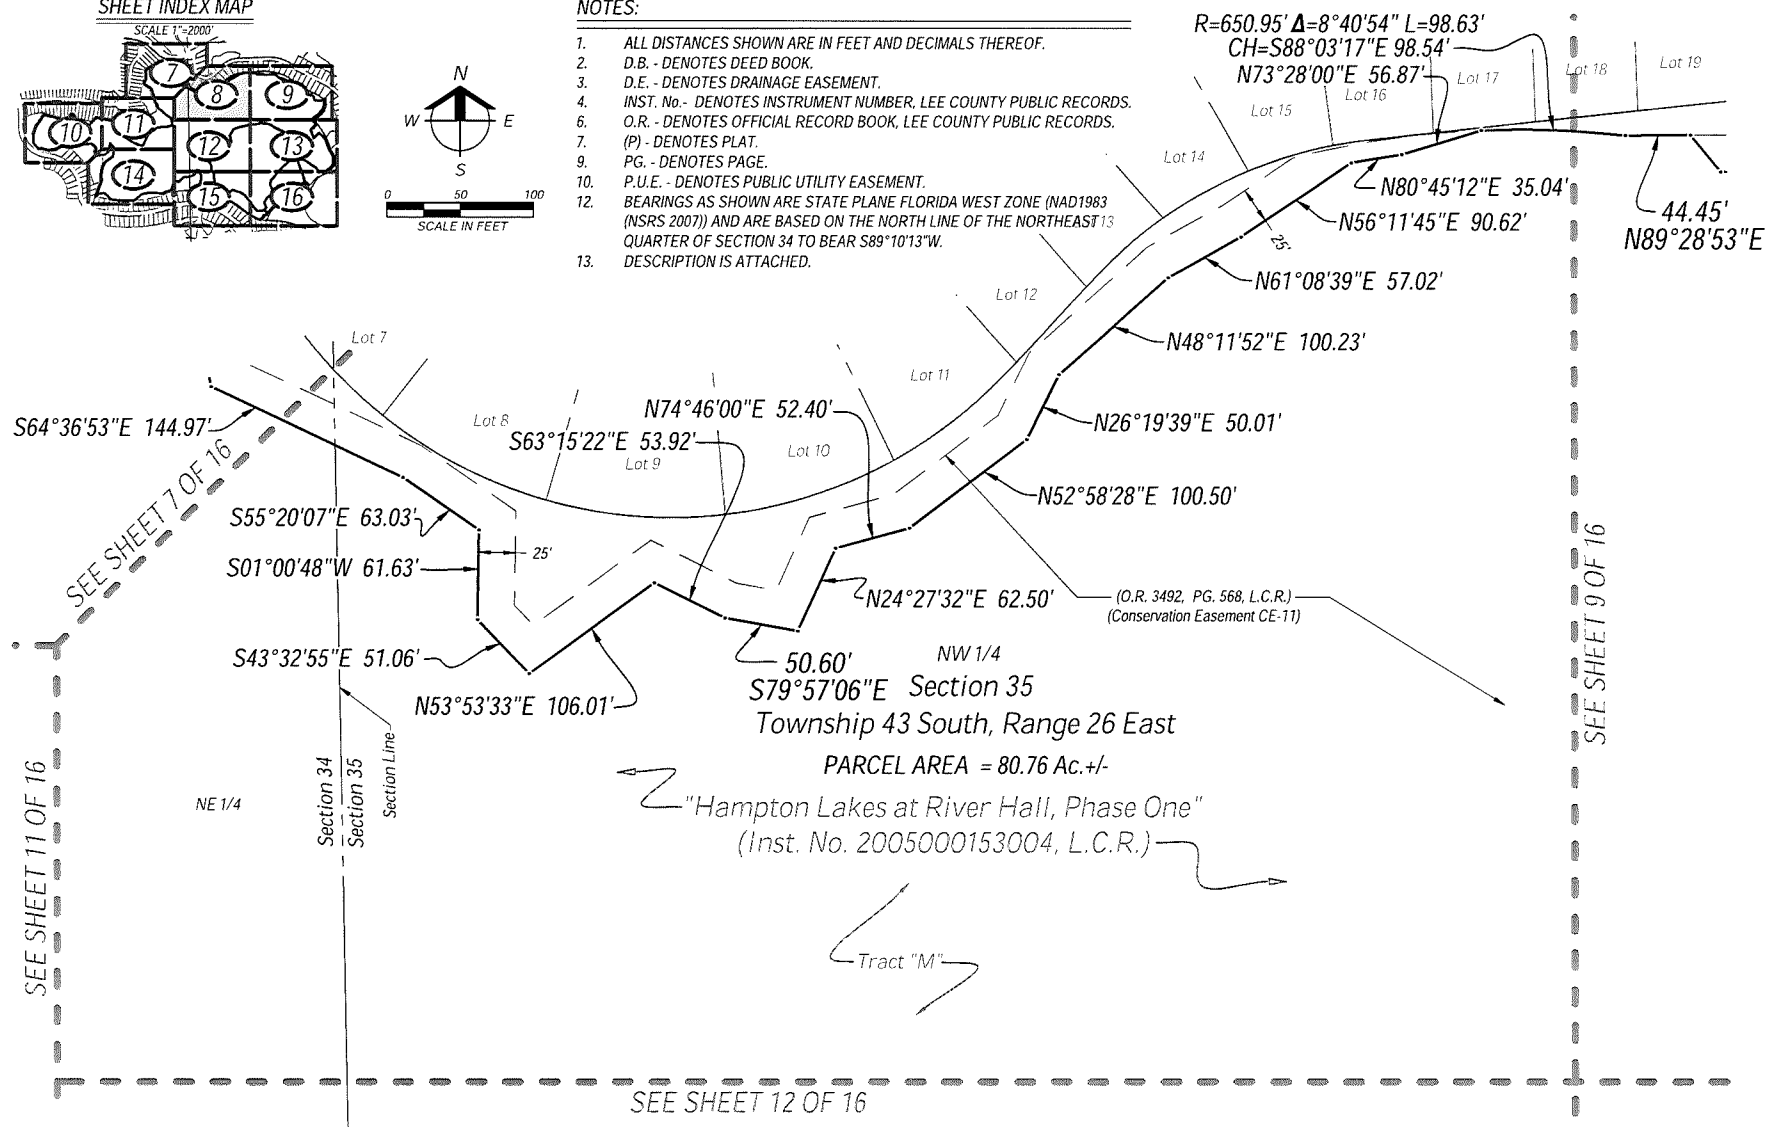 SHEET INDEX MAP
SCALE 1"=2000'
7
8
9
10
11
12
13
14
15
16
N
W
E
S
0 50 100
SCALE IN FEET
NOTES:
1. ALL DISTANCES SHOWN ARE IN FEET AND DECIMALS THEREOF.
2. D.B. - DENOTES DEED BOOK.
3. D.E. - DENOTES DRAINAGE EASEMENT.
4. INST. No.- DENOTES INSTRUMENT NUMBER, LEE COUNTY PUBLIC RECORDS.
6. O.R. - DENOTES OFFICIAL RECORD BOOK, LEE COUNTY PUBLIC RECORDS.
7. (P) - DENOTES PLAT.
9. PG. - DENOTES PAGE.
10. P.U.E. - DENOTES PUBLIC UTILITY EASEMENT.
12. BEARINGS AS SHOWN ARE STATE PLANE FLORIDA WEST ZONE (NAD1983
(NSRS 2007)) AND ARE BASED ON THE NORTH LINE OF THE NORTHEAST
QUARTER OF SECTION 34 TO BEAR S89°10'13"W.
13. DESCRIPTION IS ATTACHED.
R=650.95' Δ=8°40'54" L=98.63'
CH=S88°03'17"E 98.54'
N73°28'00"E 56.87'
Lot 19
Lot 18
Lot 17
Lot 16
Lot 15
Lot 14
13
Lot 12
Lot 11
Lot 10
Lot 9
Lot 8
Lot 7
N80°45'12"E 35.04'
44.45'
N89°28'53"E
N56°11'45"E 90.62'
25'
N61°08'39"E 57.02'
N48°11'52"E 100.23'
N26°19'39"E 50.01'
N52°58'28"E 100.50'
N74°46'00"E 52.40'
S63°15'22"E 53.92'
S64°36'53"E 144.97'
S55°20'07"E 63.03'
S01°00'48"W 61.63'
25'
S43°32'55"E 51.06'
N53°53'33"E 106.01'
N24°27'32"E 62.50'
50.60'
S79°57'06"E
(O.R. 3492, PG. 568, L.C.R.)
(Conservation Easement CE-11)
NW 1/4
Section 35
Township 43 South, Range 26 East
PARCEL AREA = 80.76 Ac.+/-
"Hampton Lakes at River Hall, Phase One"
(Inst. No. 2005000153004, L.C.R.)
Tract "M"
NE 1/4
Section 34
Section 35
Section Line
SEE SHEET 7 OF 16
SEE SHEET 11 OF 16
SEE SHEET 9 OF 16
SEE SHEET 12 OF 16